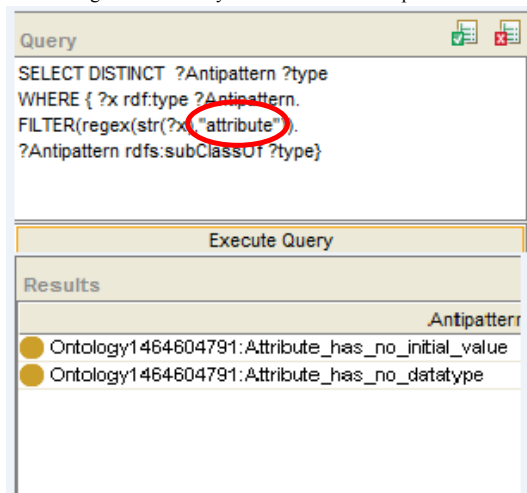 Query
SELECT DISTINCT ?Antipattern ?type
WHERE { ?x rdf:type ?Antipattern.
FILTER(regex(str(?x),"attribute")).
?Antipattern rdfs:subClassOf ?type}
Execute Query
Results
Antipattern
Ontology1464604791:Attribute_has_no_initial_value
Ontology1464604791:Attribute_has_no_datatype